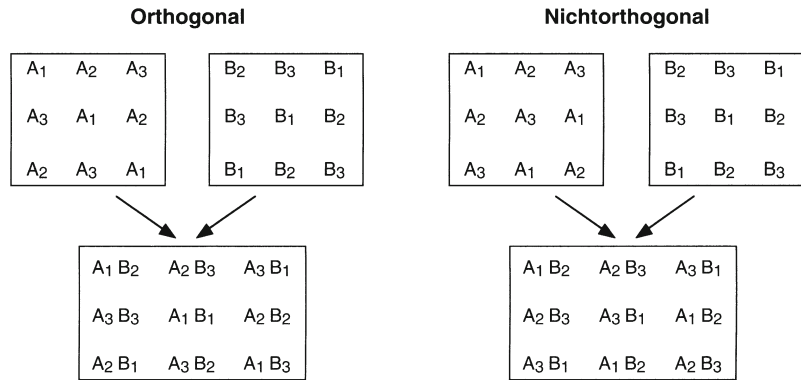 Orthogonal
A₁ A₂ A₃
A₃ A₁ A₂
A₂ A₃ A₁
B₂ B₃ B₁
B₃ B₁ B₂
B₁ B₂ B₃
A₁ B₂ A₂ B₃ A₃ B₁
A₃ B₃ A₁ B₁ A₂ B₂
A₂ B₁ A₃ B₂ A₁ B₃
Nichtorthogonal
A₁ A₂ A₃
A₂ A₃ A₁
A₃ A₁ A₂
B₂ B₃ B₁
B₃ B₁ B₂
B₁ B₂ B₃
A₁ B₂ A₂ B₃ A₃ B₁
A₂ B₃ A₃ B₁ A₁ B₂
A₃ B₁ A₁ B₂ A₂ B₃